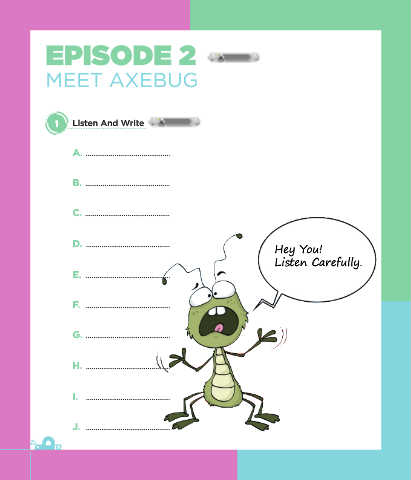 EPISODE 2
MEET AXEBUG
1 Listen And Write
A. ........................
B. ........................
C. ........................
D. ........................
E. ........................
Hey You!
Listen Carefully.
F. ........................
G. ........................
H. ........................
I. ........................
J. ........................